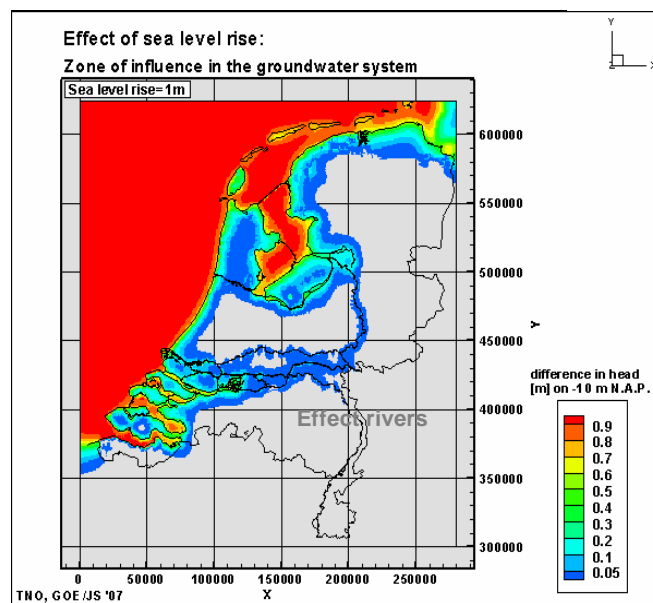 Effect of sea level rise:
Zone of influence in the groundwater system
Y
X
Z
Sea level rise=1m
600000
550000
500000
450000
400000
350000
300000
Y
difference in head
[m] on -10 m N.A.P.
0.9
0.8
0.7
0.6
0.5
0.4
0.3
0.2
0.1
0.05
Effect rivers
0 50000 100000 150000 200000 250000
X
TNO, GOE/JS '07